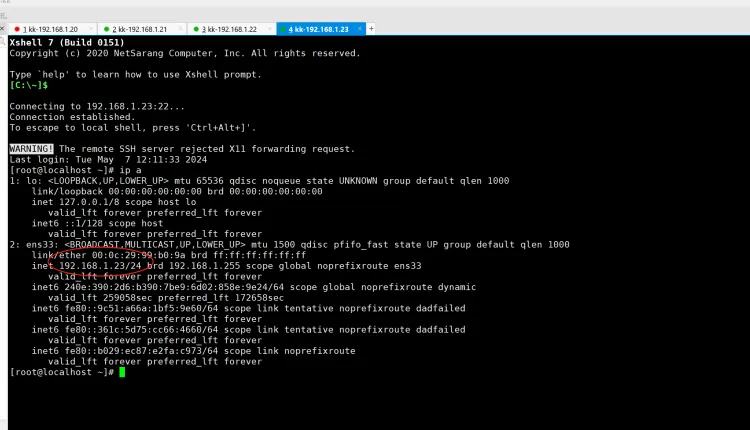 1 kk-192.168.1.20
2 kk-192.168.1.21
3 kk-192.168.1.22
4 kk-192.168.1.23
+
Xshell 7 (Build 0151)
Copyright (c) 2020 NetSarang Computer, Inc. All rights reserved.
Type `help' to learn how to use Xshell prompt.
[C:\~]$
Connecting to 192.168.1.23:22...
Connection established.
To escape to local shell, press 'Ctrl+Alt+]'.
WARNING! The remote SSH server rejected X11 forwarding request.
Last login: Tue May  7 12:11:33 2024
[root@localhost ~]# ip a
1: lo: <LOOPBACK,UP,LOWER_UP> mtu 65536 qdisc noqueue state UNKNOWN group default qlen 1000
link/loopback 00:00:00:00:00:00 brd 00:00:00:00:00:00
inet 127.0.0.1/8 scope host lo
valid_lft forever preferred_lft forever
inet6 ::1/128 scope host
valid_lft forever preferred_lft forever
2: ens33: <BROADCAST,MULTICAST,UP,LOWER_UP> mtu 1500 qdisc pfifo_fast state UP group default qlen 1000
link/ether 00:0c:29:99:b0:9a brd ff:ff:ff:ff:ff:ff
inet 192.168.1.23/24 brd 192.168.1.255 scope global noprefixroute ens33
valid_lft forever preferred_lft forever
inet6 240e:390:2d6:b390:7be9:6d02:858e:9e24/64 scope global noprefixroute dynamic
valid_lft 259058sec preferred_lft 172658sec
inet6 fe80::9c51:a66a:1bf5:9e60/64 scope link tentative noprefixroute dadfailed
valid_lft forever preferred_lft forever
inet6 fe80::361c:5d75:cc66:4660/64 scope link tentative noprefixroute dadfailed
valid_lft forever preferred_lft forever
inet6 fe80::b029:ec87:e2fa:c973/64 scope link noprefixroute
valid_lft forever preferred_lft forever
[root@localhost ~]#